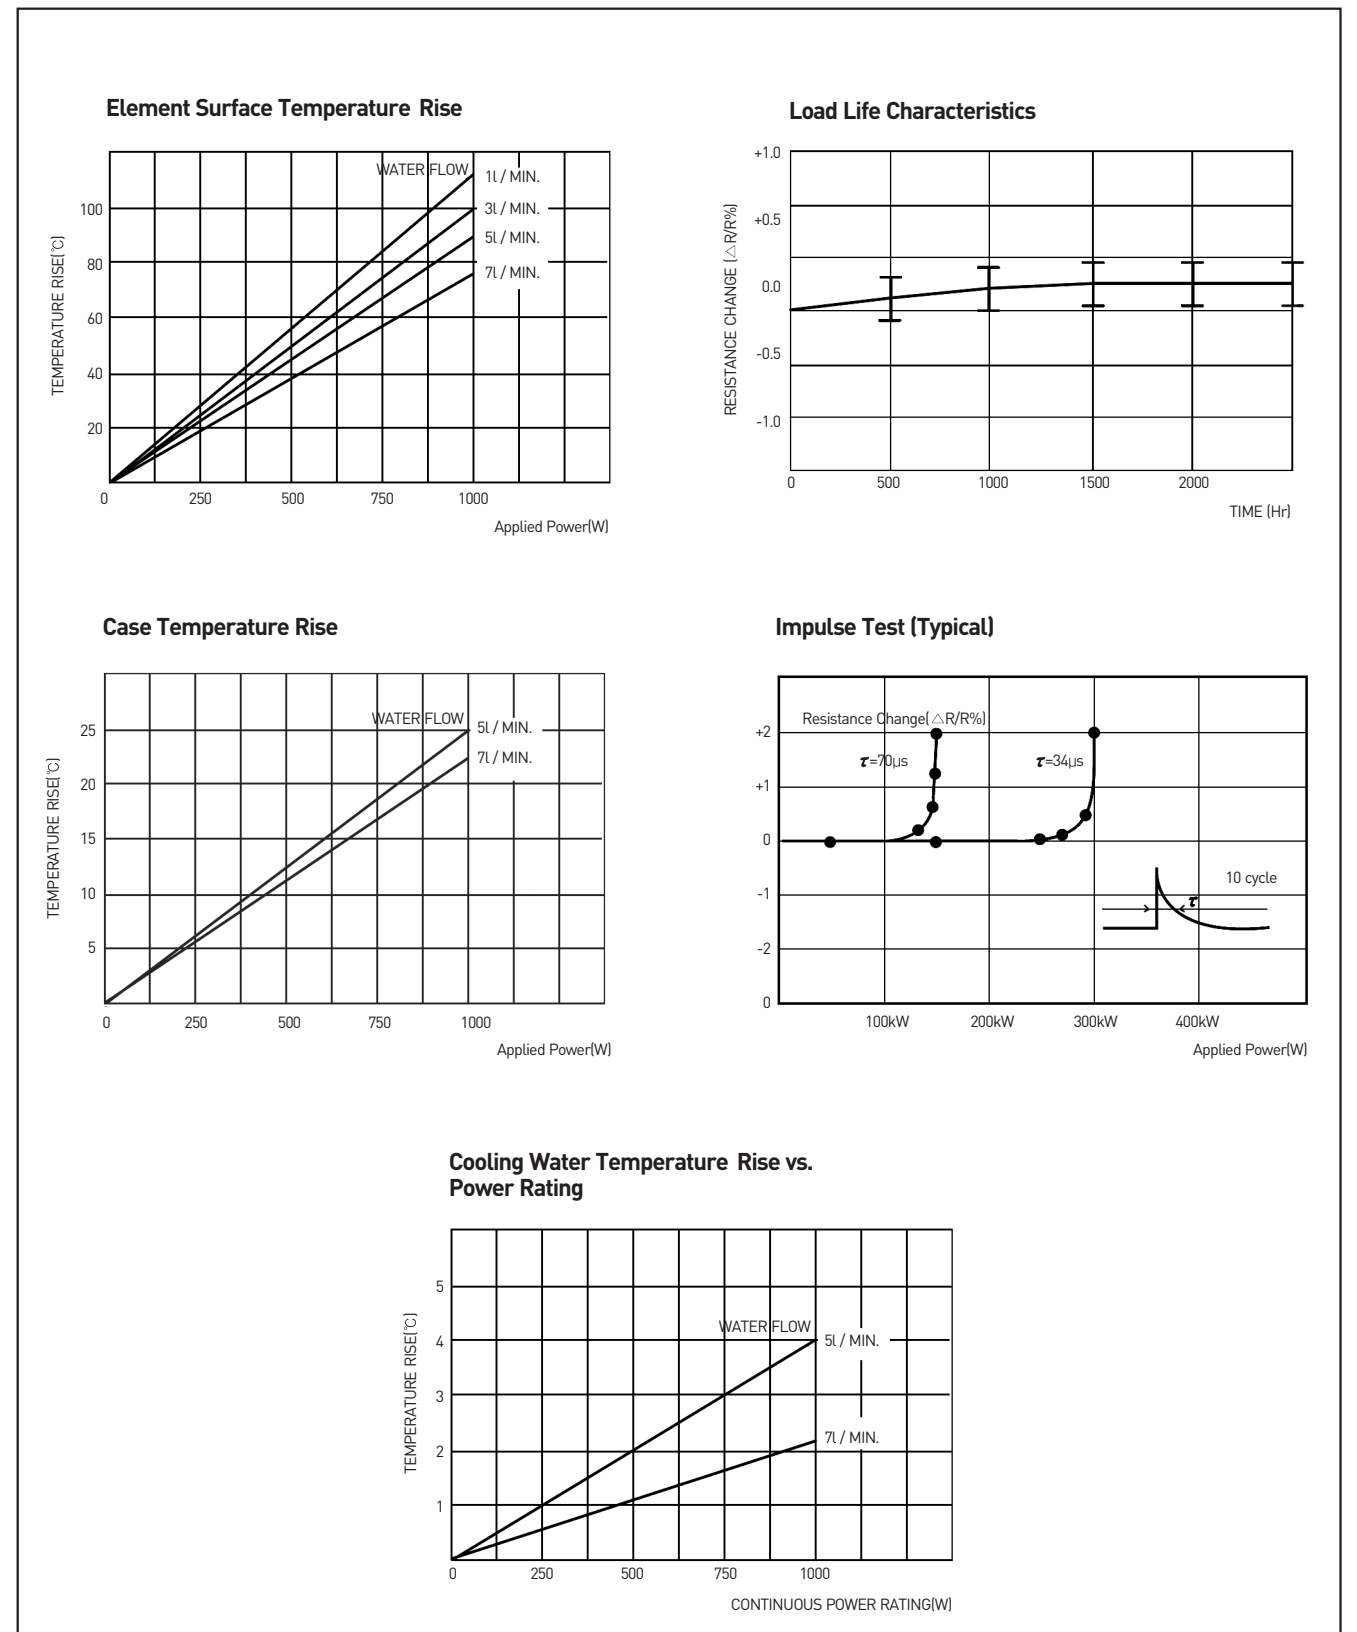 Element Surface Temperature Rise
WATER FLOW
1l / MIN.
3l / MIN.
5l / MIN.
7l / MIN.
100
80
60
40
20
TEMPERATURE RISE(℃)
0 250 500 750 1000
Applied Power(W)
Load Life Characteristics
+1.0
+0.5
0.0
-0.5
-1.0
RESISTANCE CHANGE (△R/R%)
0 500 1000 1500 2000
TIME (Hr)
Case Temperature Rise
WATER FLOW
5l / MIN.
7l / MIN.
25
20
15
10
5
TEMPERATURE RISE(℃)
0 250 500 750 1000
Applied Power(W)
Impulse Test (Typical)
Resistance Change(△R/R%)
+2
+1
0
-1
-2
0
τ=70μs
τ=34μs
10 cycle
τ
100kW 200kW 300kW 400kW
Applied Power(W)
Cooling Water Temperature Rise vs.
Power Rating
WATER FLOW
5l / MIN.
7l / MIN.
5
4
3
2
1
TEMPERATURE RISE(℃)
0 250 500 750 1000
CONTINUOUS POWER RATING(W)